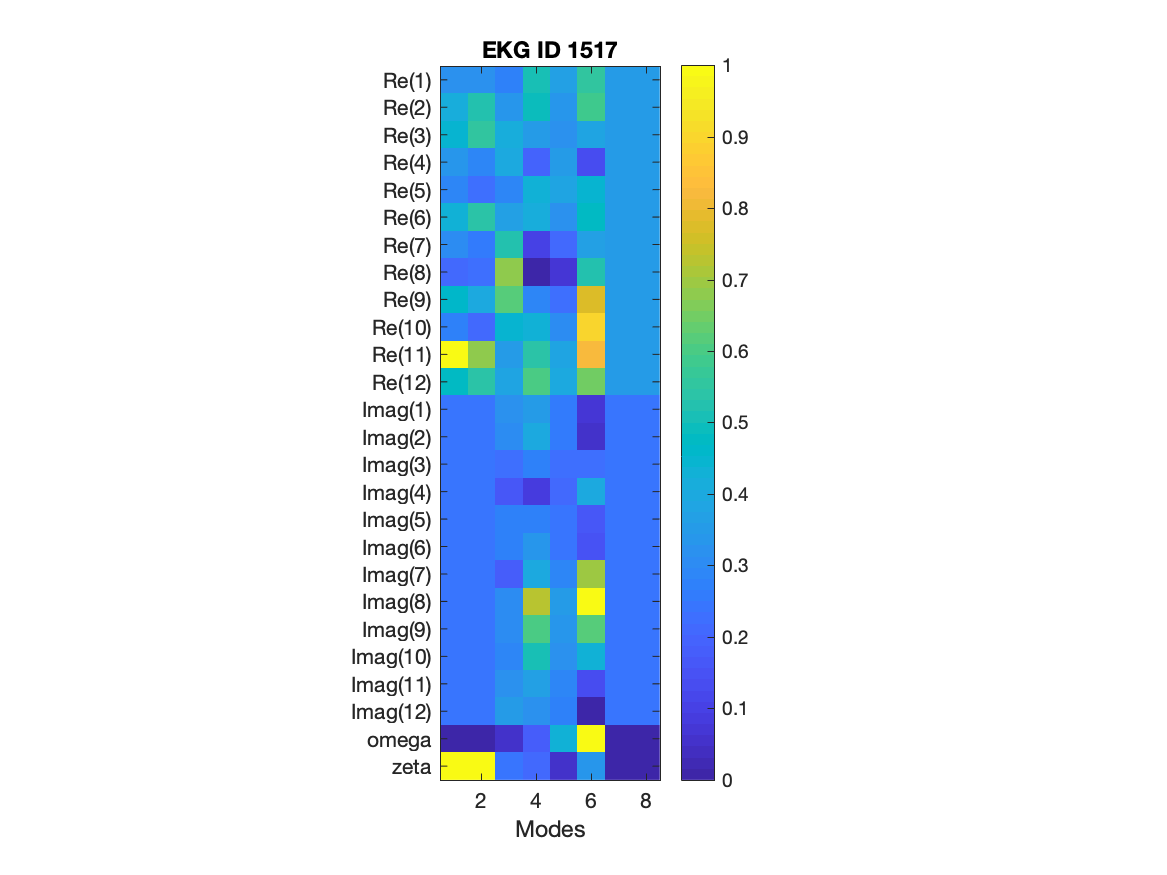 EKG ID 1517
Re(1)
Re(2)
Re(3)
Re(4)
Re(5)
Re(6)
Re(7)
Re(8)
Re(9)
Re(10)
Re(11)
Re(12)
Imag(1)
Imag(2)
Imag(3)
Imag(4)
Imag(5)
Imag(6)
Imag(7)
Imag(8)
Imag(9)
Imag(10)
Imag(11)
Imag(12)
omega
zeta
2 4 6 8
Modes
1
0.9
0.8
0.7
0.6
0.5
0.4
0.3
0.2
0.1
0